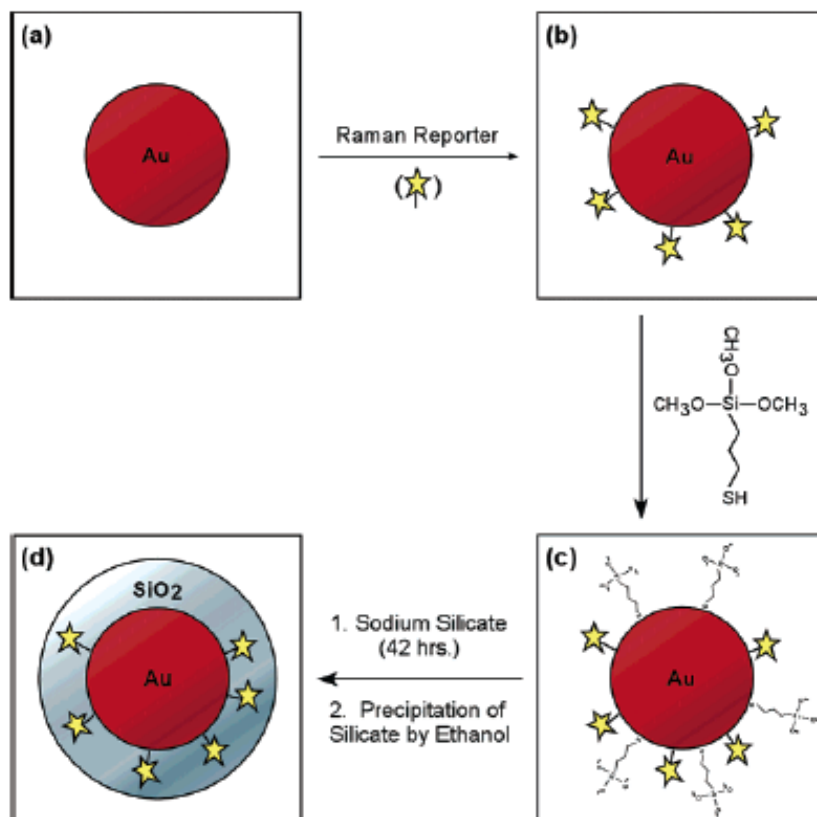 (a)
Au
Raman Reporter
( )
(b)
Au
CH3O
CH3O—Si—OCH3
SH
(c)
Au
1. Sodium Silicate
(42 hrs.)
2. Precipitation of
Silicate by Ethanol
(d)
SiO2
Au